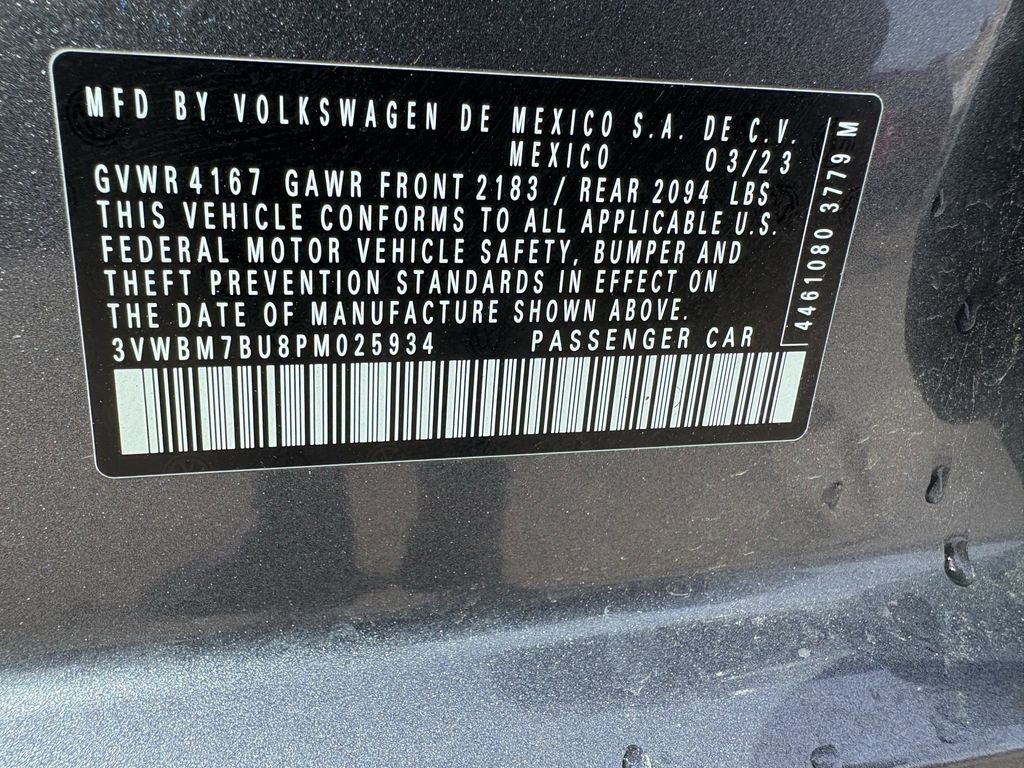 MFD BY VOLKSWAGEN DE MEXICO S.A. DE C.V.
MEXICO 03/23
GVWR 4167 GAWR FRONT 2183 / REAR 2094 LBS
THIS VEHICLE CONFORMS TO ALL APPLICABLE U.S.
FEDERAL MOTOR VEHICLE SAFETY, BUMPER AND
THEFT PREVENTION STANDARDS IN EFFECT ON
THE DATE OF MANUFACTURE SHOWN ABOVE.
3VWBM7BU8PM025934 PASSENGER CAR
4461080 3779 M